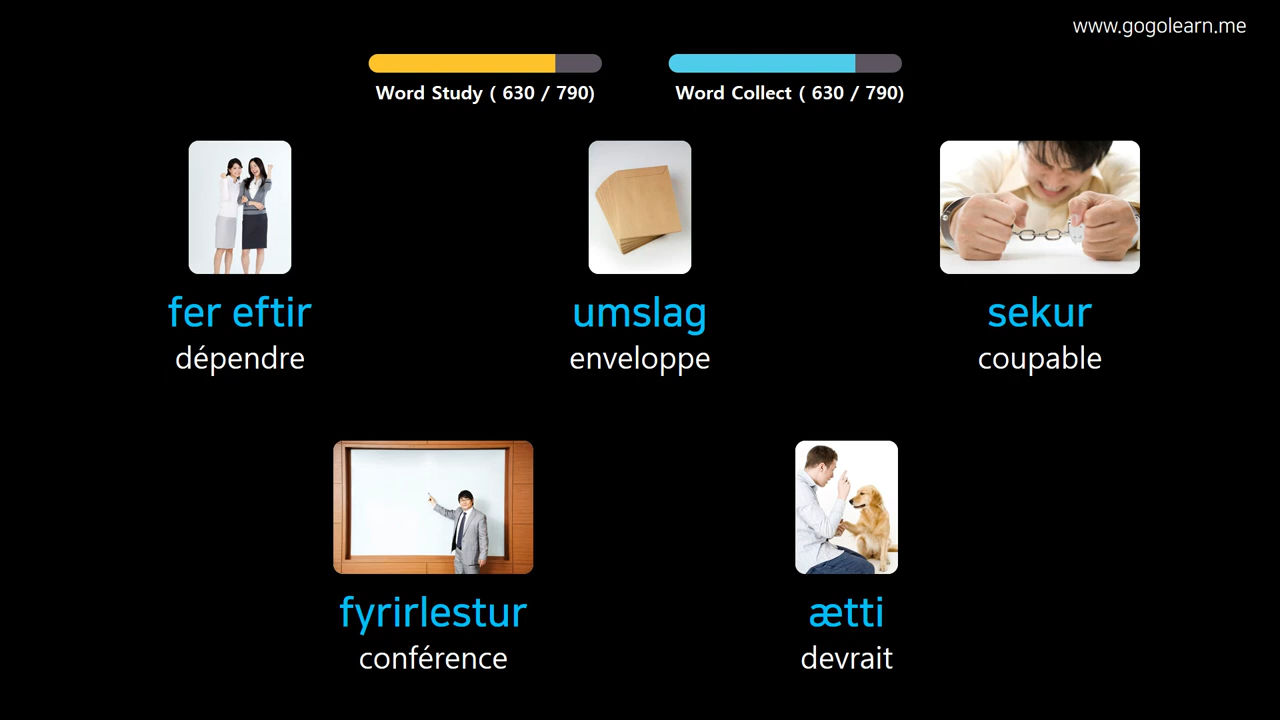 www.gogolearn.me
Word Study ( 630 / 790)
Word Collect ( 630 / 790)
fer eftir
dépendre
umslag
enveloppe
sekur
coupable
fyrirlestur
conférence
ætti
devrait